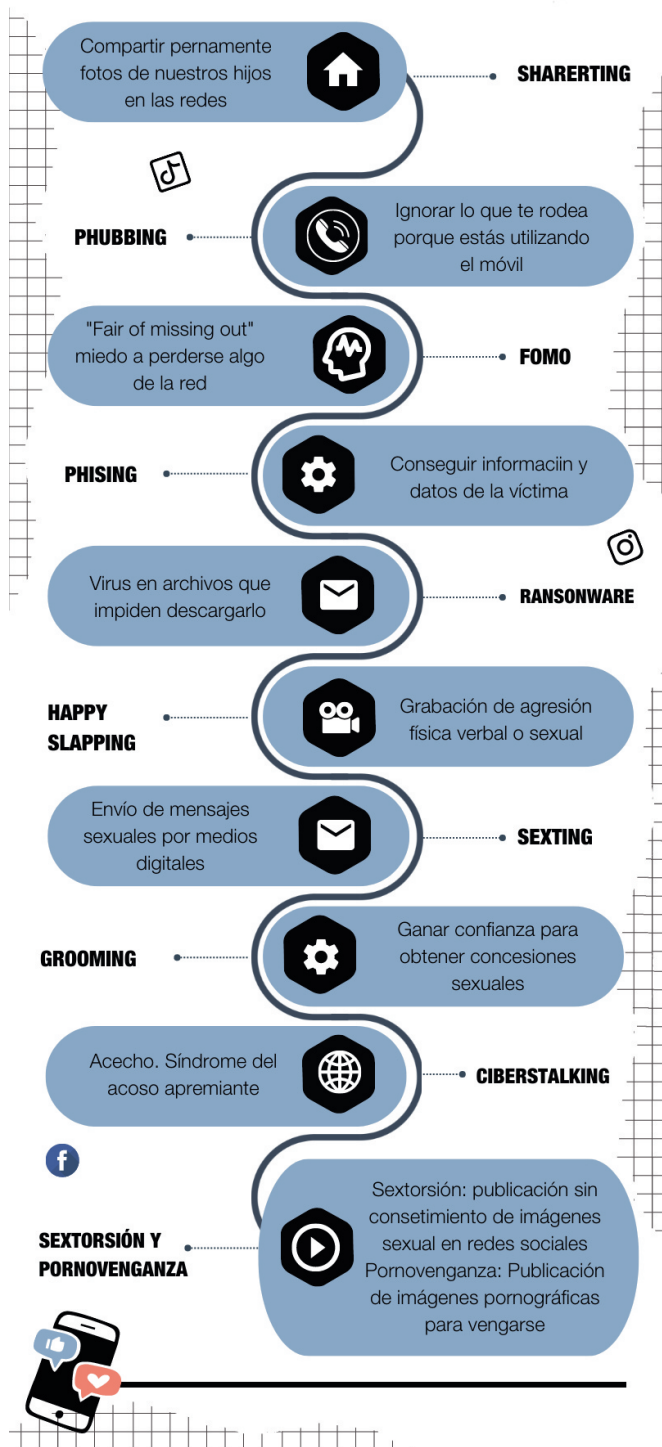 Compartir pernamente
fotos de nuestros hijos
en las redes
SHARERTING
PHUBBING
Ignorar lo que te rodea
porque estás utilizando
el móvil
"Fair of missing out"
miedo a perderse algo
de la red
FOMO
PHISING
Conseguir informaciin y
datos de la víctima
Virus en archivos que
impiden descargarlo
RANSONWARE
HAPPY
SLAPPING
Grabación de agresión
física verbal o sexual
Envío de mensajes
sexuales por medios
digitales
SEXTING
GROOMING
Ganar confianza para
obtener concesiones
sexuales
Acecho. Síndrome del
acoso apremiante
CIBERSTALKING
SEXTORSIÓN Y
PORNOVENGANZA
Sextorsión: publicación sin
consetimiento de imágenes
sexual en redes sociales
Pornovenganza: Publicación
de imágenes pornográficas
para vengarse